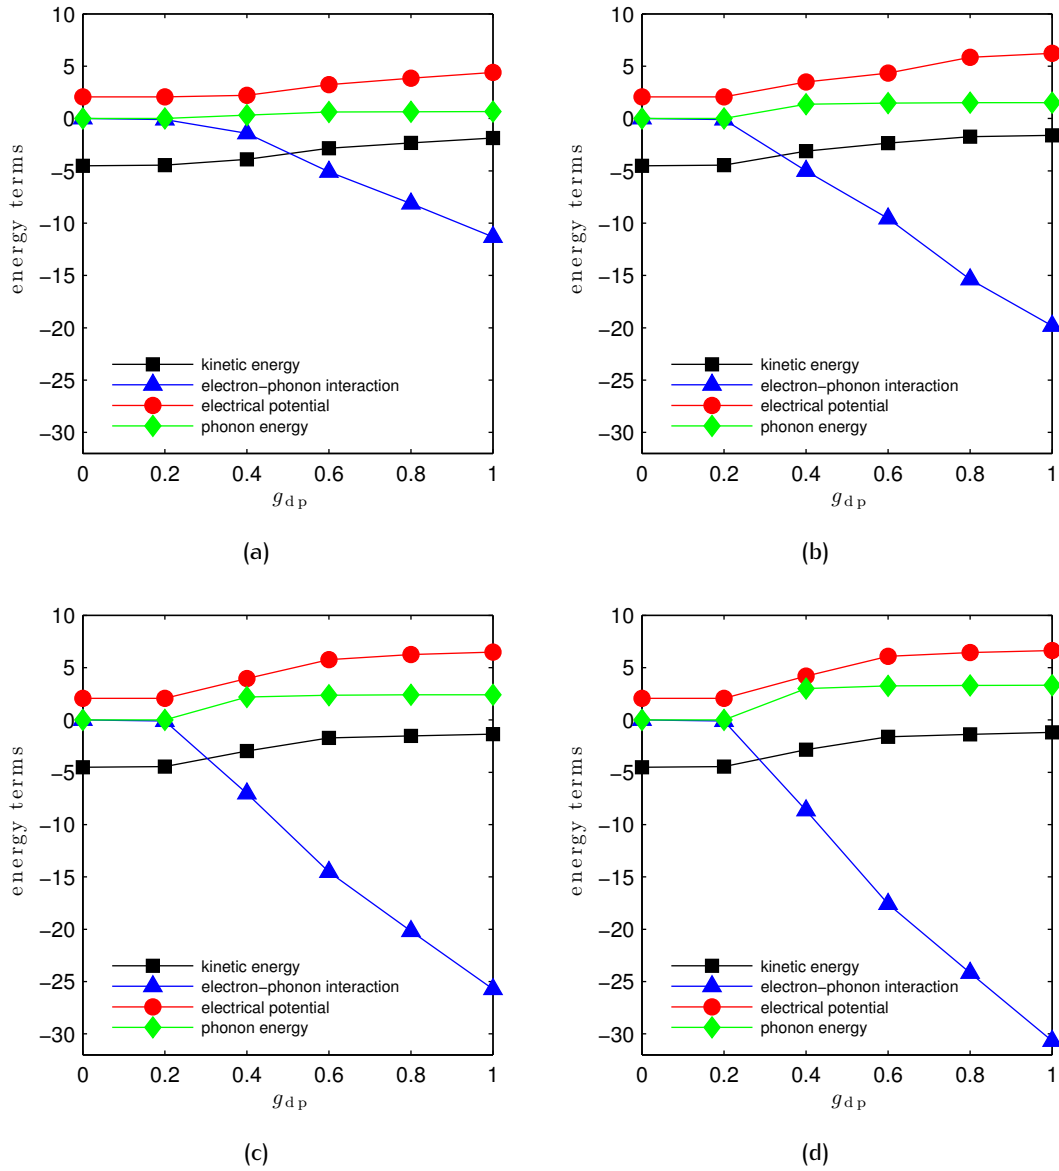 10
5
0
−5
−10
−15
−20
−25
−30
energy terms
kinetic energy
electron−phonon interaction
electrical potential
phonon energy
0 0.2 0.4 0.6 0.8 1
g dp
(a)
10
5
0
−5
−10
−15
−20
−25
−30
energy terms
kinetic energy
electron−phonon interaction
electrical potential
phonon energy
0 0.2 0.4 0.6 0.8 1
g dp
(b)
10
5
0
−5
−10
−15
−20
−25
−30
energy terms
kinetic energy
electron−phonon interaction
electrical potential
phonon energy
0 0.2 0.4 0.6 0.8 1
g dp
(c)
10
5
0
−5
−10
−15
−20
−25
−30
energy terms
kinetic energy
electron−phonon interaction
electrical potential
phonon energy
0 0.2 0.4 0.6 0.8 1
g dp
(d)